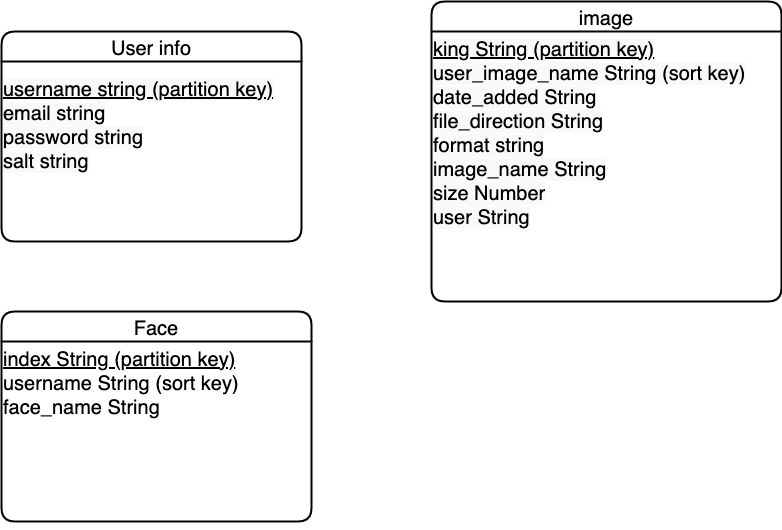 User info
username string (partition key)
email string
password string
salt string
image
king String (partition key)
user_image_name String (sort key)
date_added String
file_direction String
format string
image_name String
size Number
user String
Face
index String (partition key)
username String (sort key)
face_name String